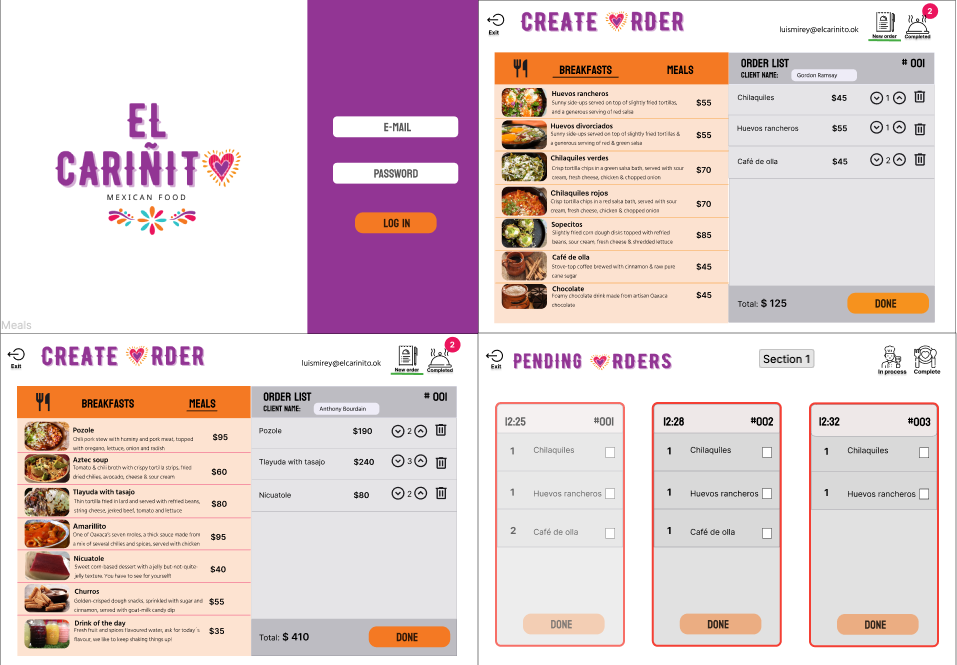 EL
CARIÑITO
MEXICAN FOOD
E-MAIL
PASSWORD
LOG IN
Meals
Exit
CREATE ORDER
luismirey@elcarinito.ok
New order
2
Completed
BREAKFASTS
MEALS
Huevos rancheros
Sunny side-ups served on top of slightly fried tortillas,
and a generous serving of red salsa
$55
Huevos divorciados
Sunny side-ups served on top of slightly fried tortillas &
a generous serving of red & green salsa
$55
Chilaquiles verdes
Crisp tortilla chips in a green salsa bath, served with sour
cream, fresh cheese, chicken & chopped onion
$70
Chilaquiles rojos
Crisp tortilla chips in a red salsa bath, served with sour
cream, fresh cheese, chicken & chopped onion
$70
Sopecitos
Slightly fried corn dough disks topped with refried
beans, sour cream, fresh cheese & shredded lettuce
$85
Café de olla
Stove-top coffee brewed with cinnamon & raw pure
cane sugar
$45
Chocolate
Foamy chocolate drink made from artisan Oaxaca
chocolate
$45
ORDER LIST
# 001
CLIENT NAME:
Gordon Ramsay
Chilaquiles
$45
1
Huevos rancheros
$55
1
Café de olla
$45
2
Total: $ 125
DONE
Exit
CREATE ORDER
luismirey@elcarinito.ok
New order
2
Completed
BREAKFASTS
MEALS
Pozole
Chili pork stew with hominy and pork meat, topped
with oregano, lettuce, onion and radish
$95
Aztec soup
Tomato & chili broth with crispy tortilla strips, fried
dried chilies, avocado, cheese & sour cream
$60
Tlayuda with tasajo
Thin tortilla fried in lard and served with refried beans,
string cheese, jerked beef, tomato and lettuce
$80
Amarillito
One of Oaxaca's seven moles, a thick sauce made from
a mix of several chilies and spices, served with chicken
$95
Nicuatole
Sweet corn-based dessert with a jelly but-not-quite-
jelly texture. You have to see for yourself!
$40
Churros
Golden-crisped dough snacks, sprinkled with sugar and
cinnamon, served with goat-milk candy dip
$55
Drink of the day
Fresh fruit and spices flavoured water, ask for today´s
flavour, we like to keep shaking things up!
$35
ORDER LIST
# 001
CLIENT NAME:
Anthony Bourdain
Pozole
$190
2
Tlayuda with tasajo
$240
3
Nicuatole
$80
2
Total: $ 410
DONE
Exit
PENDING ORDERS
Section 1
In process
Complete
12:25
#001
1
Chilaquiles
1
Huevos rancheros
2
Café de olla
DONE
12:28
#002
1
Chilaquiles
1
Huevos rancheros
1
Café de olla
DONE
12:32
#003
1
Chilaquiles
1
Huevos rancheros
DONE